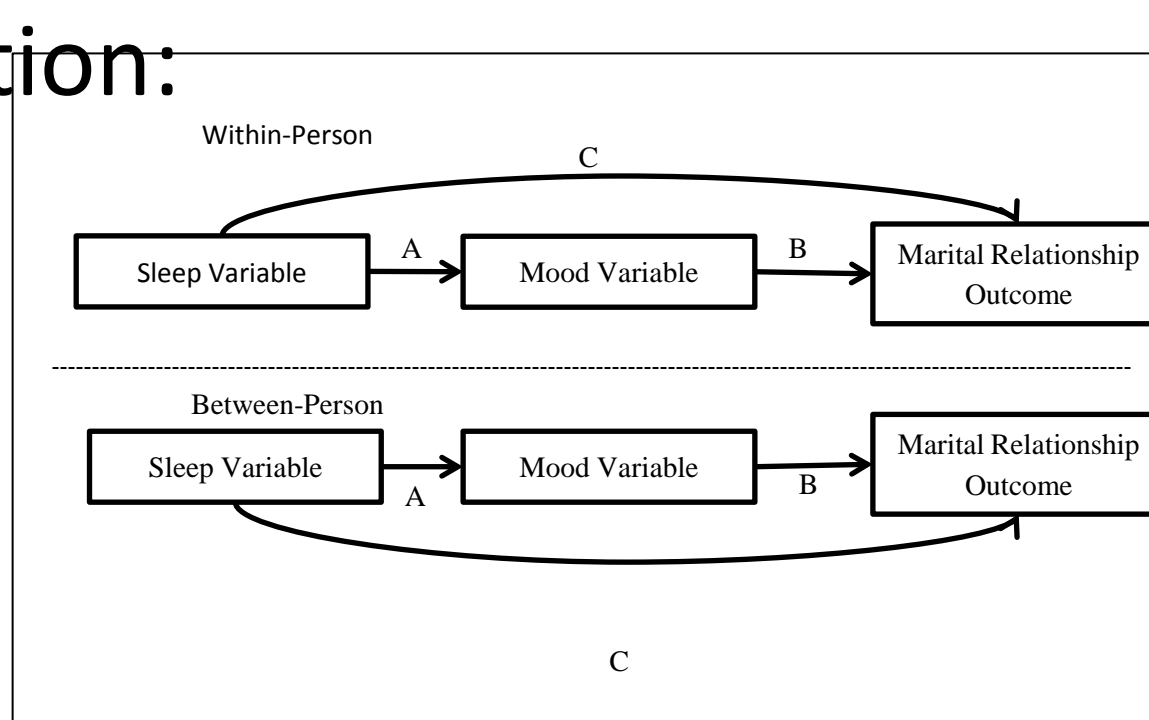 tion:
Within-Person
C
A
B
Sleep Variable
Mood Variable
Marital Relationship
Outcome
--------------------------------------------------------------------------------
Between-Person
Sleep Variable
Mood Variable
Marital Relationship
Outcome
A
B
C